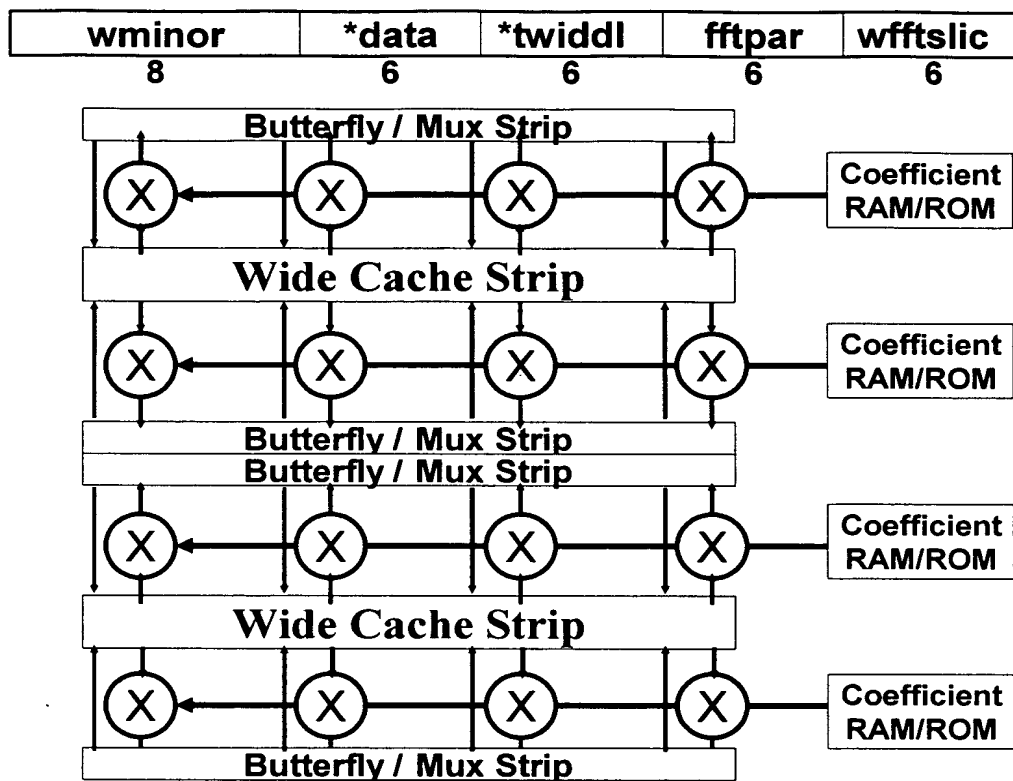 wminor *data *twiddl fftpar wfftslic
8 6 6 6 6
Butterfly / Mux Strip
X X X X
Coefficient
RAM/ROM
Wide Cache Strip
X X X X
Coefficient
RAM/ROM
Butterfly / Mux Strip
Butterfly / Mux Strip
X X X X
Coefficient
RAM/ROM
Wide Cache Strip
X X X X
Coefficient
RAM/ROM
Butterfly / Mux Strip